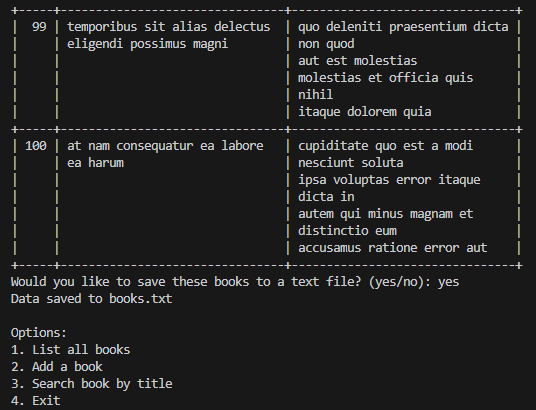 +-----+------------------------------+------------------------------+
|  99 | temporibus sit alias delectus | quo deleniti praesentium dicta |
|     | eligendi possimus magni | non quod |
|     |                              | aut est molestias |
|     |                              | molestias et officia quis |
|     |                              | nihil |
|     |                              | itaque dolorem quia |
+-----+------------------------------+------------------------------+
| 100 | at nam consequatur ea labore | cupiditate quo est a modi |
|     | ea harum | nesciunt soluta |
|     |                              | ipsa voluptas error itaque |
|     |                              | dicta in |
|     |                              | autem qui minus magnam et |
|     |                              | distinctio eum |
|     |                              | accusamus ratione error aut |
+-----+------------------------------+------------------------------+
Would you like to save these books to a text file? (yes/no): yes
Data saved to books.txt
Options:
1. List all books
2. Add a book
3. Search book by title
4. Exit